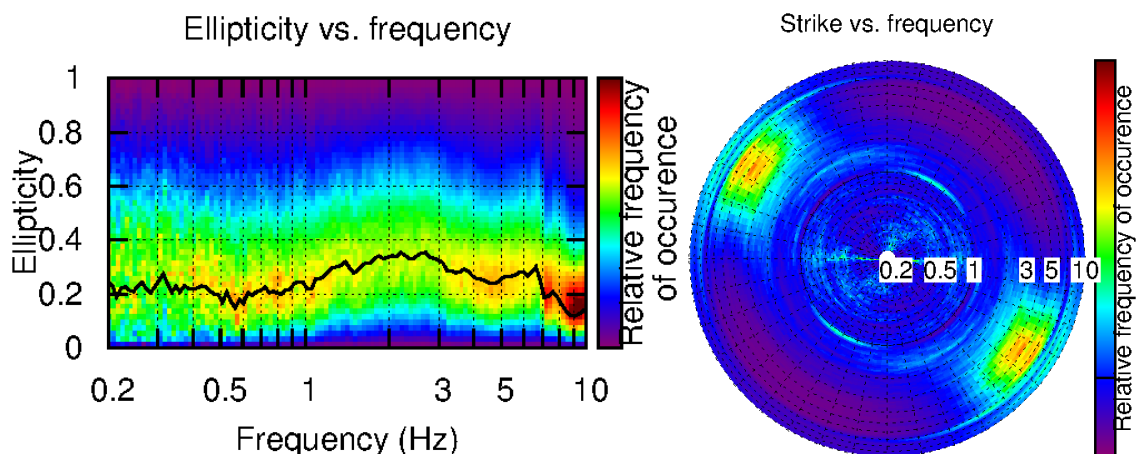 Ellipticity vs. frequency
1
0.8
0.6
0.4
0.2
0
Ellipticity
0.2
0.5
1
3
5
10
Frequency (Hz)
Relative frequency
of occurence
Strike vs. frequency
0.2
0.5
1
3
5
10
Relative frequency of occurence